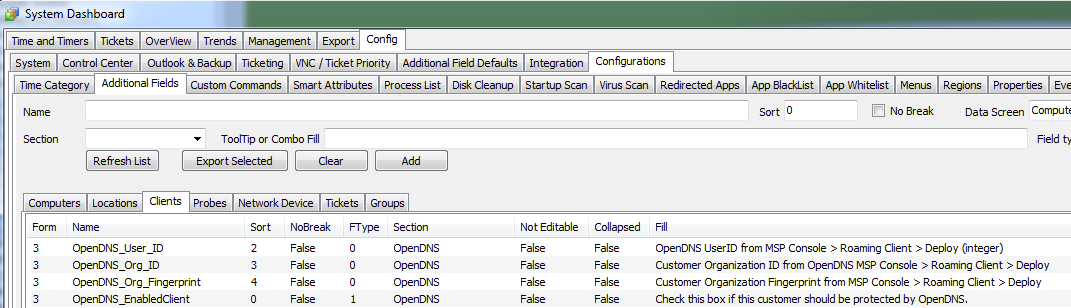 System Dashboard
Time and Timers Tickets OverView Trends Management Export Config
System Control Center Outlook & Backup Ticketing VNC / Ticket Priority Additional Field Defaults Integration Configurations
Time Category Additional Fields Custom Commands Smart Attributes Process List Disk Cleanup Startup Scan Virus Scan Redirected Apps App BlackList App Whitelist Menus Regions Properties Eve
Name Sort 0 No Break Data Screen Compute
Section ToolTip or Combo Fill Field ty
Refresh List Export Selected Clear Add
Computers Locations Clients Probes Network Device Tickets Groups
Form Name Sort NoBreak FType Section Not Editable Collapsed Fill
3 OpenDNS_User_ID 2 False 0 OpenDNS False False OpenDNS UserID from MSP Console > Roaming Client > Deploy (integer)
3 OpenDNS_Org_ID 3 False 0 OpenDNS False False Customer Organization ID from OpenDNS MSP Console > Roaming Client > Deploy
3 OpenDNS_Org_Fingerprint 4 False 0 OpenDNS False False Customer Organization Fingerprint from MSP Console > Roaming Client > Deploy
3 OpenDNS_EnabledClient 0 False 1 OpenDNS False False Check this box if this customer should be protected by OpenDNS.